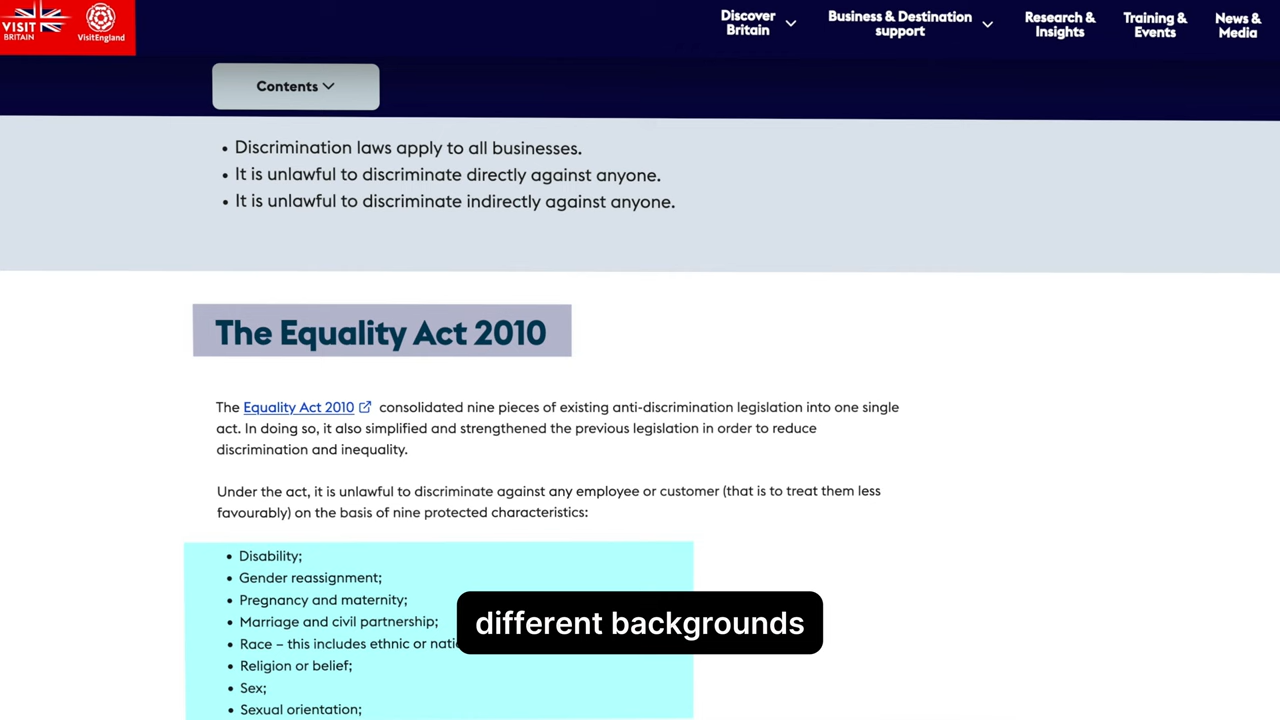 VISIT
BRITAIN
VisitEngland
Discover
Britain
Business & Destination
support
Research &
Insights
Training &
Events
News &
Media
Contents
• Discrimination laws apply to all businesses.
• It is unlawful to discriminate directly against anyone.
• It is unlawful to discriminate indirectly against anyone.
The Equality Act 2010
The Equality Act 2010 consolidated nine pieces of existing anti-discrimination legislation into one single
act. In doing so, it also simplified and strengthened the previous legislation in order to reduce
discrimination and inequality.
Under the act, it is unlawful to discriminate against any employee or customer (that is to treat them less
favourably) on the basis of nine protected characteristics:
• Disability;
• Gender reassignment;
• Pregnancy and maternity;
• Marriage and civil partnership;
• Race – this includes ethnic or
• Religion or belief;
• Sex;
• Sexual orientation;
different backgrounds